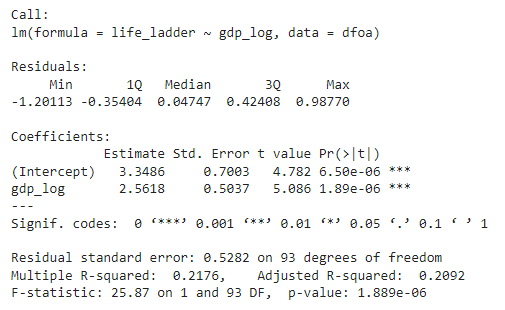 Call:
lm(formula = life_ladder ~ gdp_log, data = dfoa)
Residuals:
Min 1Q Median 3Q Max
-1.20113 -0.35404 0.04747 0.42408 0.98770
Coefficients:
Estimate Std. Error t value Pr(>|t|)
(Intercept) 3.3486 0.7003 4.782 6.50e-06 ***
gdp_log 2.5618 0.5037 5.086 1.89e-06 ***
---
Signif. codes: 0 ‘***’ 0.001 ‘**’ 0.01 ‘*’ 0.05 ‘.’ 0.1 ‘ ’ 1
Residual standard error: 0.5282 on 93 degrees of freedom
Multiple R-squared: 0.2176, Adjusted R-squared: 0.2092
F-statistic: 25.87 on 1 and 93 DF, p-value: 1.889e-06